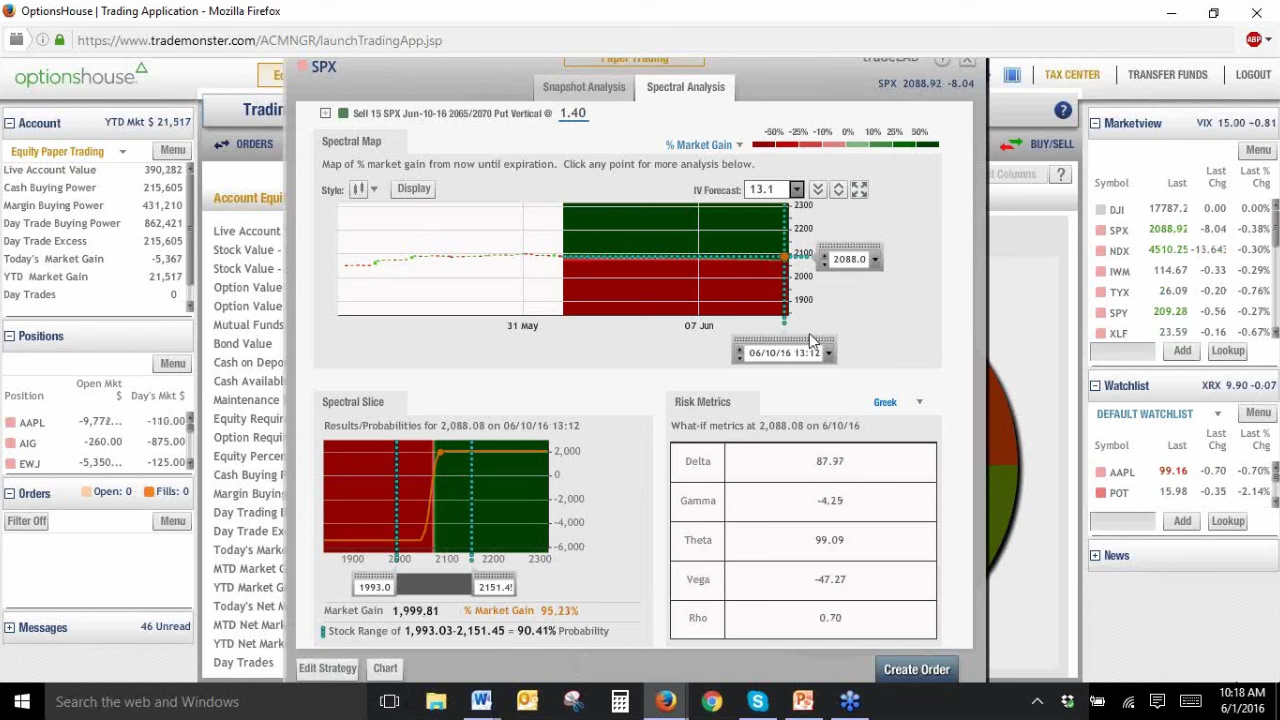 OptionsHouse | Trading Application - Mozilla Firefox
https://www.trademonster.com/ACMNGR/launchTradingApp.jsp
ABP
optionshouse
TAX CENTER
TRANSFER FUNDS
LOGOUT
SPX
Paper Trading
SPX 2088.92 -8.04
Snapshot Analysis
Spectral Analysis
Account
YTD Mkt $ 21,517
Equity Paper Trading
Menu
Live Account Value 390,282
Cash Buying Power 215,605
Margin Buying Power 431,210
Day Trade Buying Power 862,421
Day Trade Excess 215,605
Today's Market Gain -5,367
YTD Market Gain 21,517
Day Trades 0
Positions
Menu
Open Mkt Day's Mkt
Position $ $
AAPL -9,772... -110.00
AIG -260.00 -875.00
EWJ -5,350... -125.00
Orders
Open: 0
Fills: 0
Filter Off
Menu
Messages
46 Unread
Tradin
ORDERS
Account Equi
Live Account
Stock Value -
Stock Value -
Option Value
Option Value
Mutual Funds
Bond Value
Cash on Depo
Cash Availabl
Maintenance
Equity Requi
Option Requi
Equity Percen
Cash Buying
Margin Buying
Day Trading B
Day Trade Ex
Today's Mark
MTD Market G
YTD Market G
Today's Net M
MTD Net Mark
YTD Net Mark
Day Trades
Sell 15 SPX Jun-10-16 2065/2070 Put Vertical @ 1.40
Spectral Map
% Market Gain
-50% -25% -10% 0% 10% 25% 50%
Map of % market gain from now until expiration. Click any point for more analysis below.
Style:
Display
IV Forecast: 13.1
2300
2200
2100
2000
1900
2088.0
31 May
07 Jun
06/10/16 13:12
Spectral Slice
Results/Probabilities for 2,088.08 on 06/10/16 13:12
2,000
0
-2,000
-4,000
-6,000
1900 2000 2100 2200 2300
1993.0
Market Gain 1,999.81
% Market Gain 95.23%
Stock Range of 1,993.03-2,151.45 = 90.41% Probability
Risk Metrics
Greek
What-if metrics at 2,088.08 on 6/10/16
Delta 87.97
Gamma -4.25
Theta 99.09
Vega -47.27
Rho 0.70
Edit Strategy
Chart
Create Order
?
BUY/SELL
Columns
?
Marketview
VIX 15.00 +0.81
Menu
Symbol Last Last Chg Last % Chg
DJI 17787.2 0.00 0.00%
SPX 2088.92 -8.04 -0.38%
NDX 4510.25 -13.643 -0.30%
IWM 114.67 -0.33 -0.29%
TYX 26.09 -0.20 -0.76%
SPY 209.28 -0.56 -0.27%
XLF 23.59 -0.16 -0.67%
Add
Lookup
Watchlist
XRX 9.90 -0.07
DEFAULT WATCHLIST
Menu
Symbol Last Last Chg Last % Chg
AAPL 99.16 -0.70 -0.70%
POT 15.98 -0.35 -2.14%
Add
Lookup
News
Search the web and Windows
10:18 AM
6/1/2016